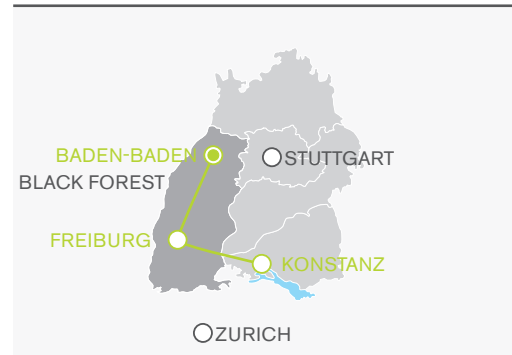 BADEN-BADEN
STUTTGART
BLACK FOREST
FREIBURG
KONSTANZ
ZURICH